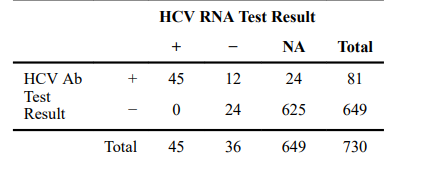 HCV RNA Test Result
+ − NA Total
HCV Ab + 45 12 24 81
Test
Result − 0 24 625 649
Total 45 36 649 730